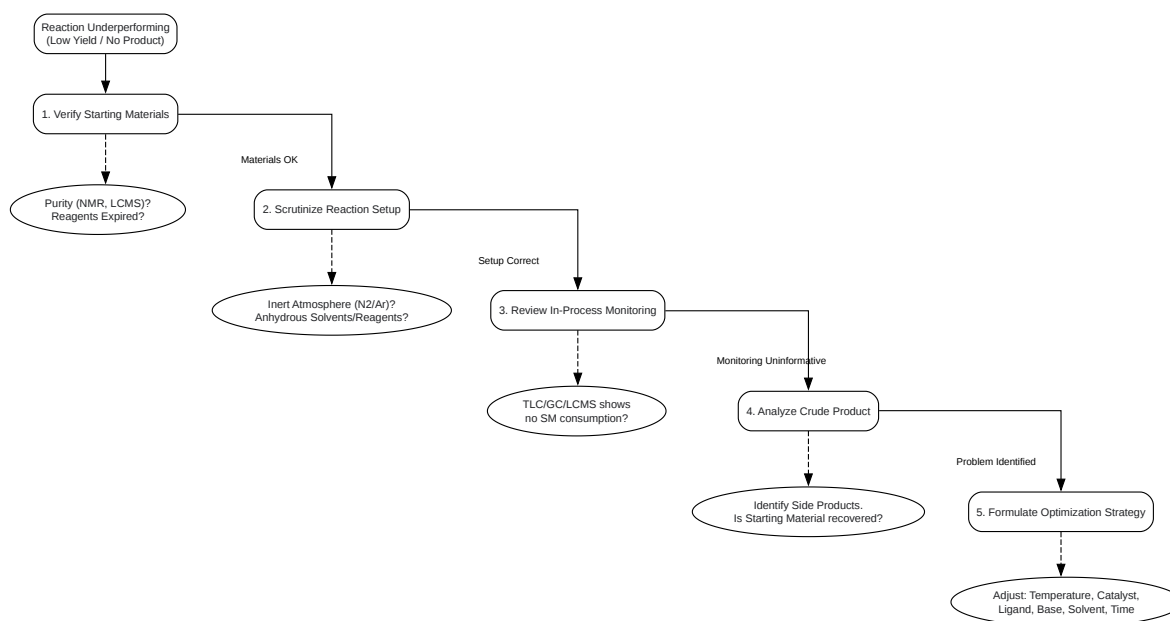 Reaction Underperforming
(Low Yield / No Product)
1. Verify Starting Materials
Materials OK
Purity (NMR, LCMS)?
Reagents Expired?
2. Scrutinize Reaction Setup
Setup Correct
Inert Atmosphere (N2/Ar)?
Anhydrous Solvents/Reagents?
3. Review In-Process Monitoring
Monitoring Uninformative
TLC/GC/LCMS shows
no SM consumption?
4. Analyze Crude Product
Problem Identified
Identify Side Products.
Is Starting Material recovered?
5. Formulate Optimization Strategy
Adjust: Temperature, Catalyst,
Ligand, Base, Solvent, Time